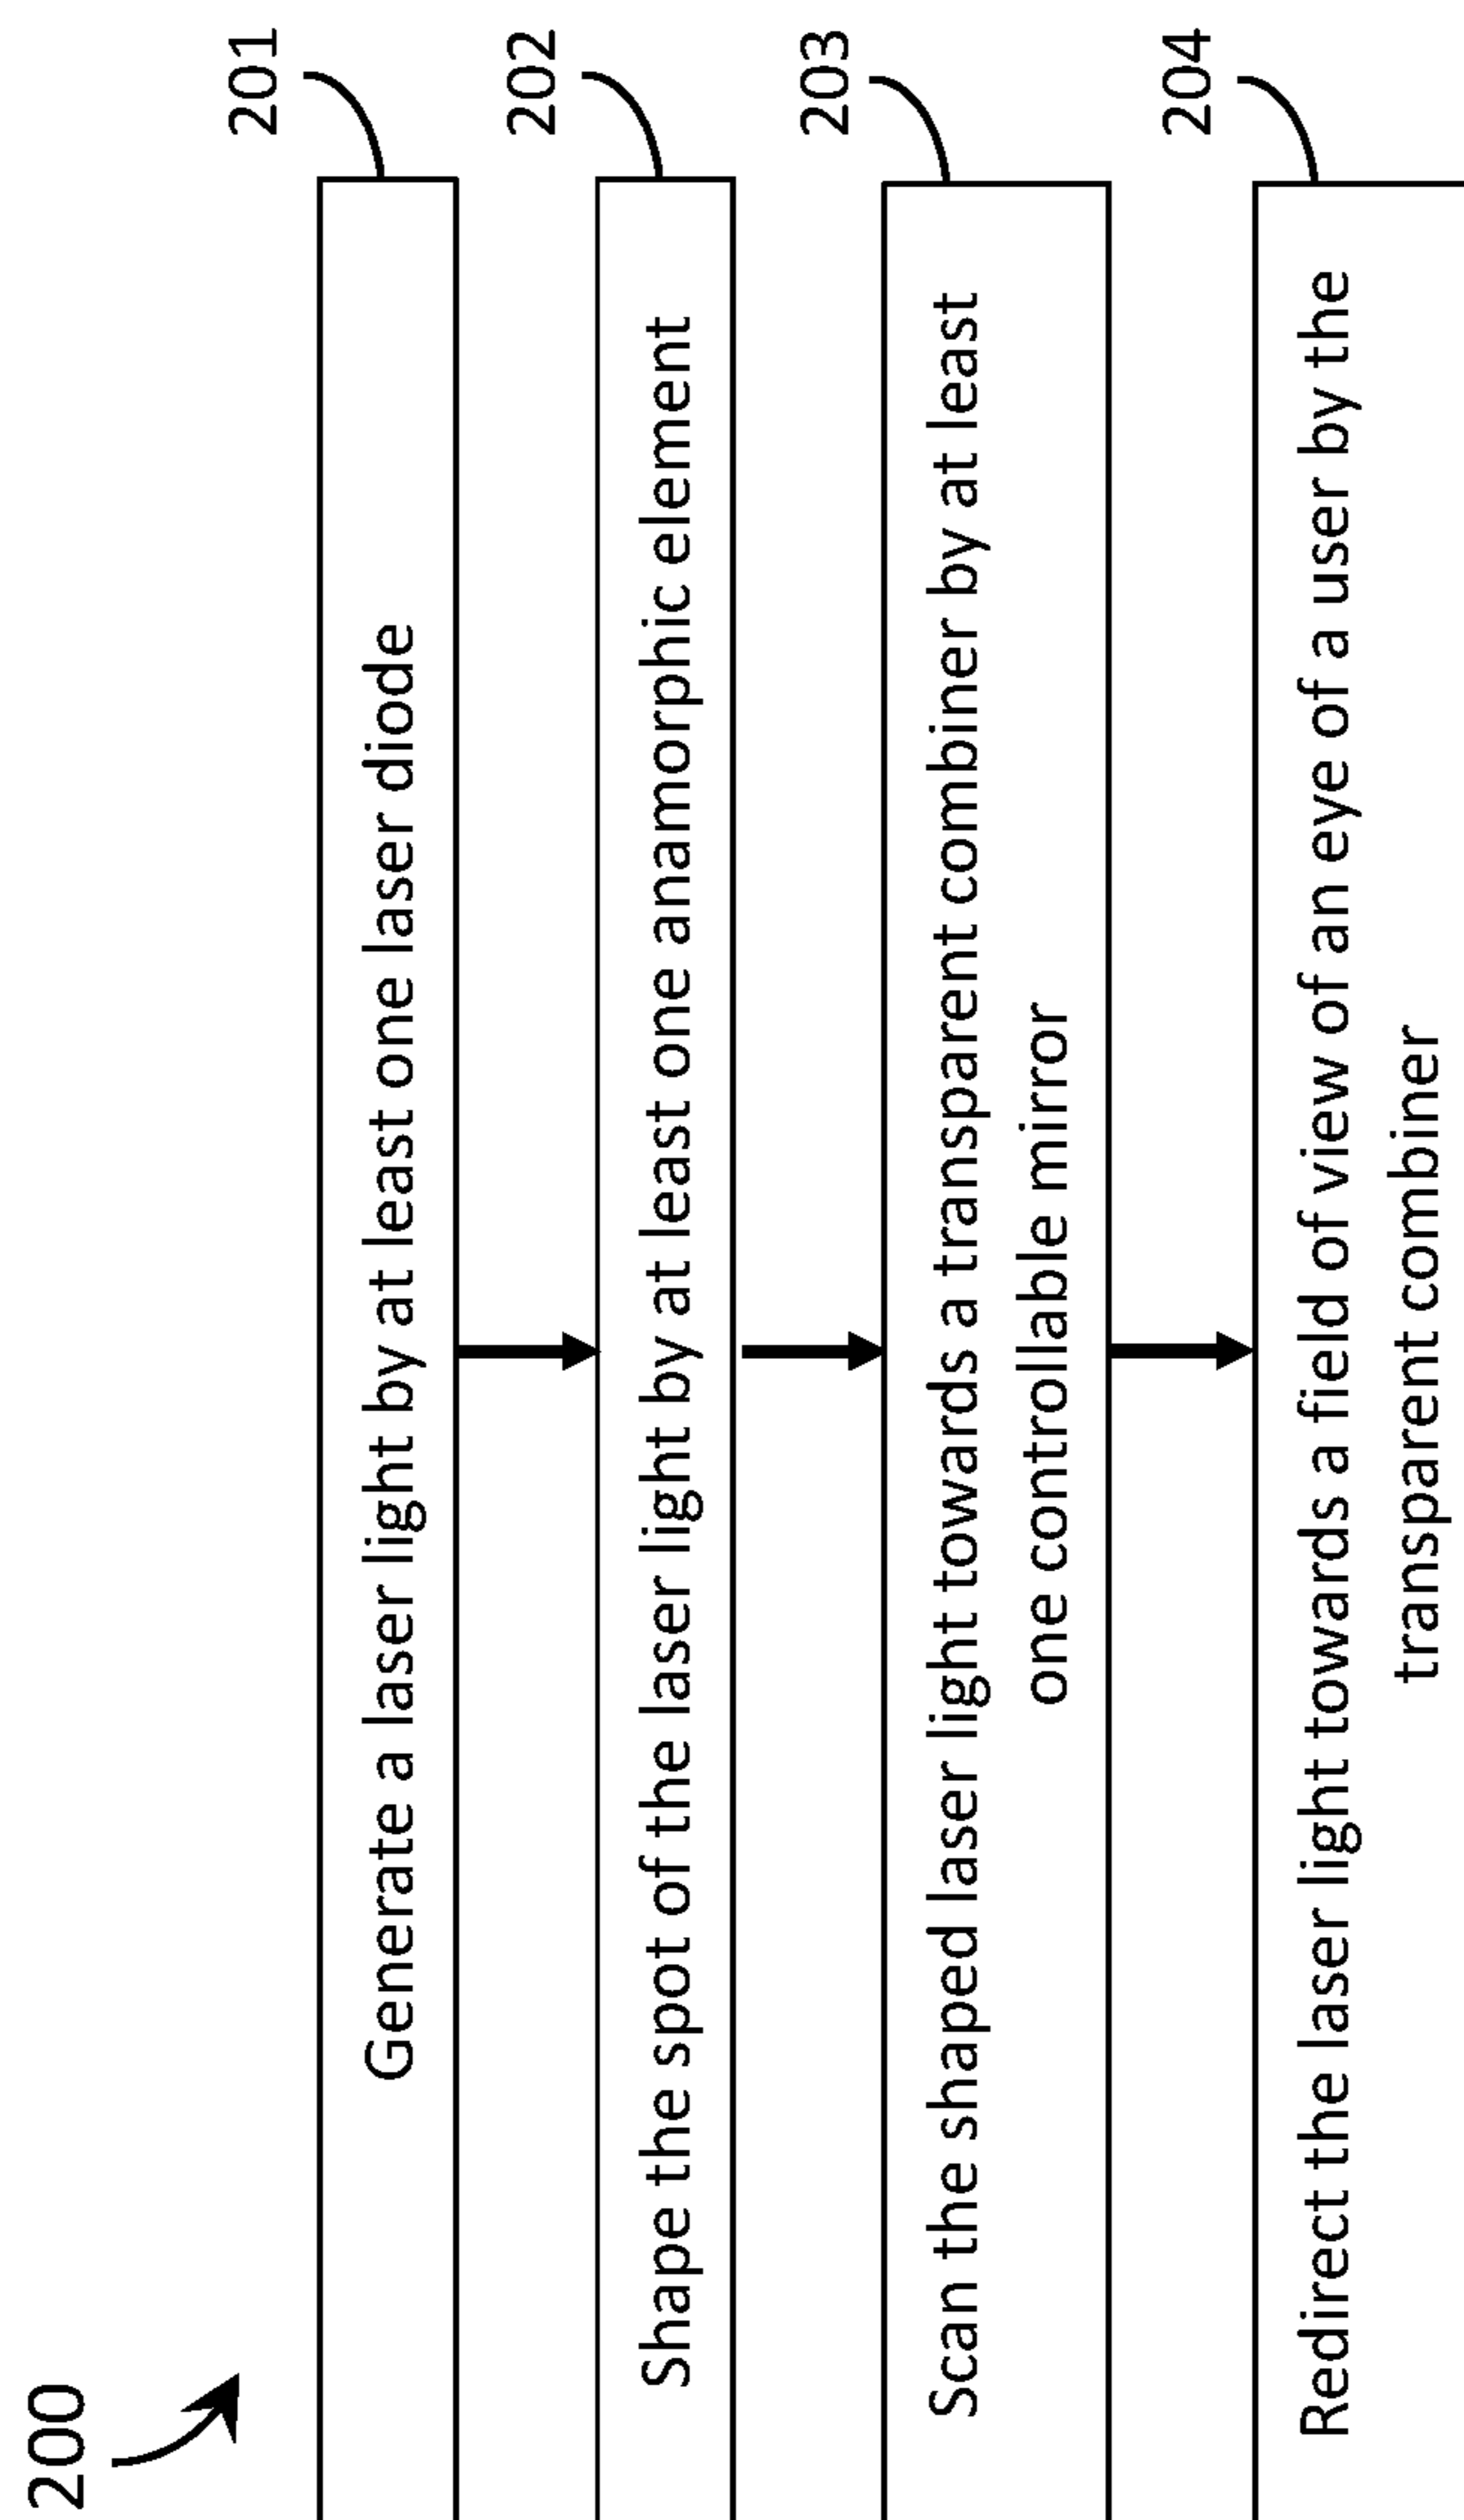 200
201
Generate a laser light by at least one laser diode
202
Shape the spot of the laser light by at least one anamorphic element
203
Scan the shaped laser light towards a transparent combiner by at least
one controllable mirror
204
Redirect the laser light towards a field of view of an eye of a user by the
transparent combiner